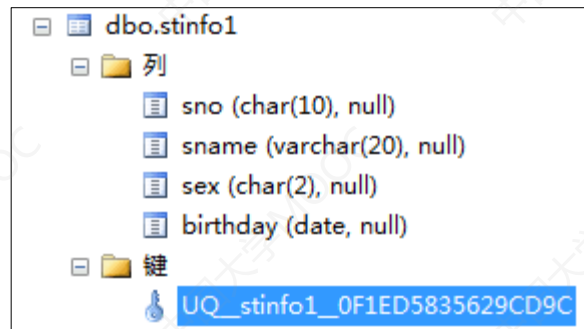 dbo.stinfo1
列
sno (char(10), null)
sname (varchar(20), null)
sex (char(2), null)
birthday (date, null)
键
UQ__stinfo1__0F1ED5835629CD9C